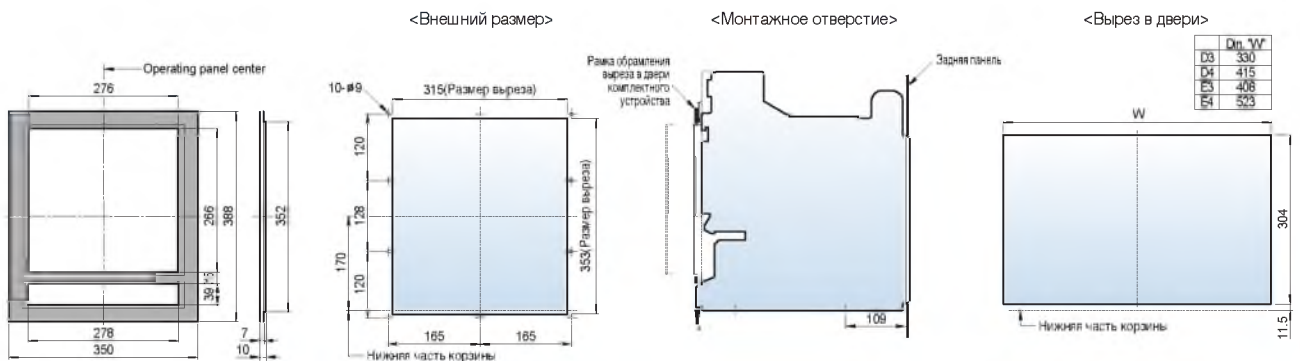 <Внешний размер>
<Монтажное отверстие>
<Вырез в двери>
Operating panel center
276
266
388
15
39
278
350
7
10
352
10-ø9
315(Размер выреза)
120
128
120
170
353(Размер выреза)
165
165
Нижняя часть корзины
Рамка обрамления
выреза в двери
комплектного
устройства
Задняя панель
109
Din. "W"
D3 330
D4 415
E3 408
E4 523
W
304
11.5
Нижняя часть корзины